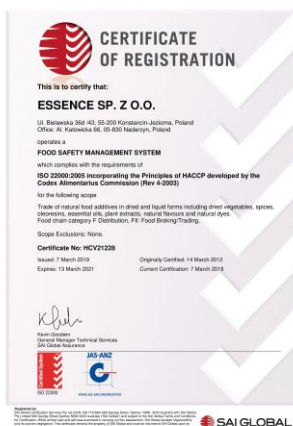 CERTIFICATE
OF REGISTRATION
This is to certify that:
ESSENCE SP. Z O.O.
Ul. Bielawska 36d /43, 55-200 Konstancin-Jeziorna, Poland
Office: Al. Katowicka 66, 05-830 Nadarzyn, Poland
operates a
FOOD SAFETY MANAGEMENT SYSTEM
which complies with the requirements of
ISO 22000:2005 incorporating the Principles of HACCP developed by the
Codex Alimentarius Commission (Rev 4-2003)
for the following scope
Trade of natural food additives in dried and liquid forms including dried vegetables, spices,
oleoresins, essential oils, plant extracts, natural flavours and natural dyes.
Food chain category F Distribution, FII: Food Broking/Trading.
Scope Exclusions: None.
Certificate No: HCV21228
Issued: 7 March 2019
Originally Certified: 14 March 2012
Expires: 13 March 2021
Current Certification: 7 March 2019
Kevin Goodwin
General Manager Technical Services
SAI Global Assurance
Certified System
JAS-ANZ
ISO 22000
SAI GLOBAL